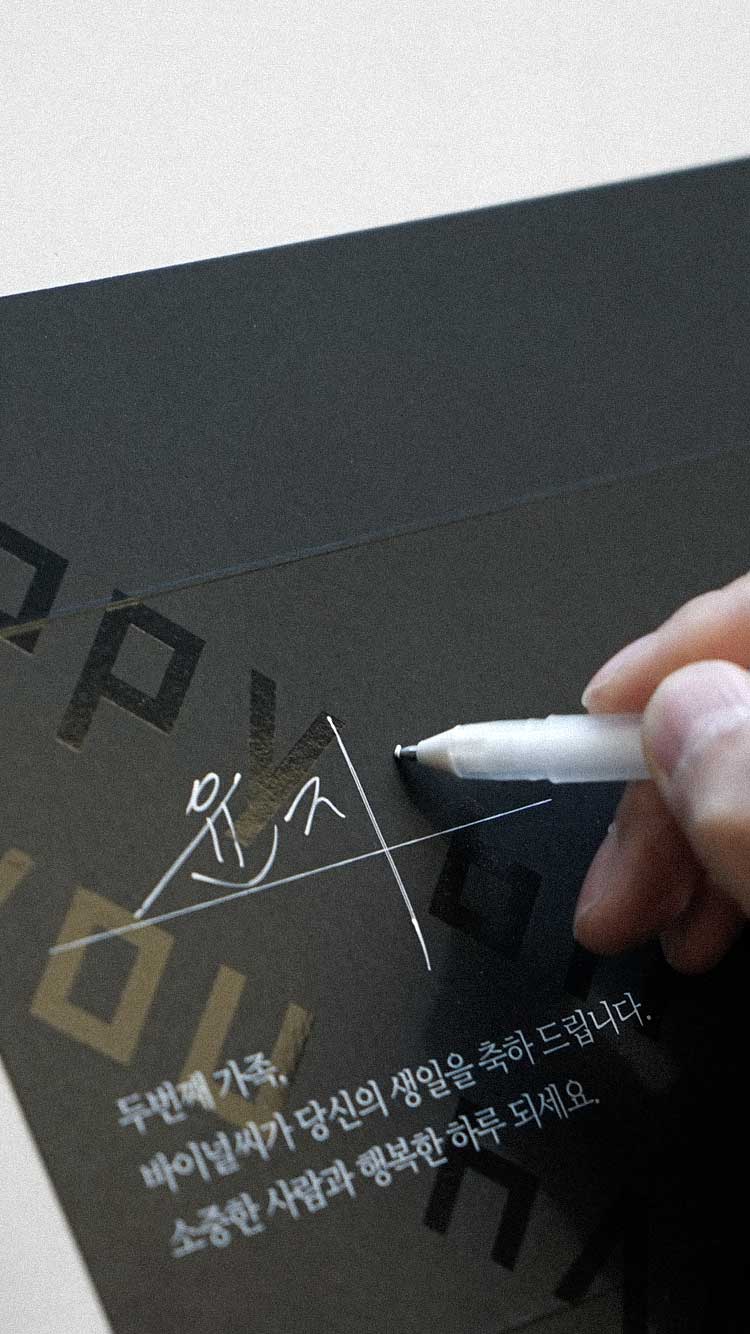 ppy
you
두번째 가족,
바이널씨가 당신의 생일을 축하 드립니다.
소중한 사람과 행복한 하루 되세요.